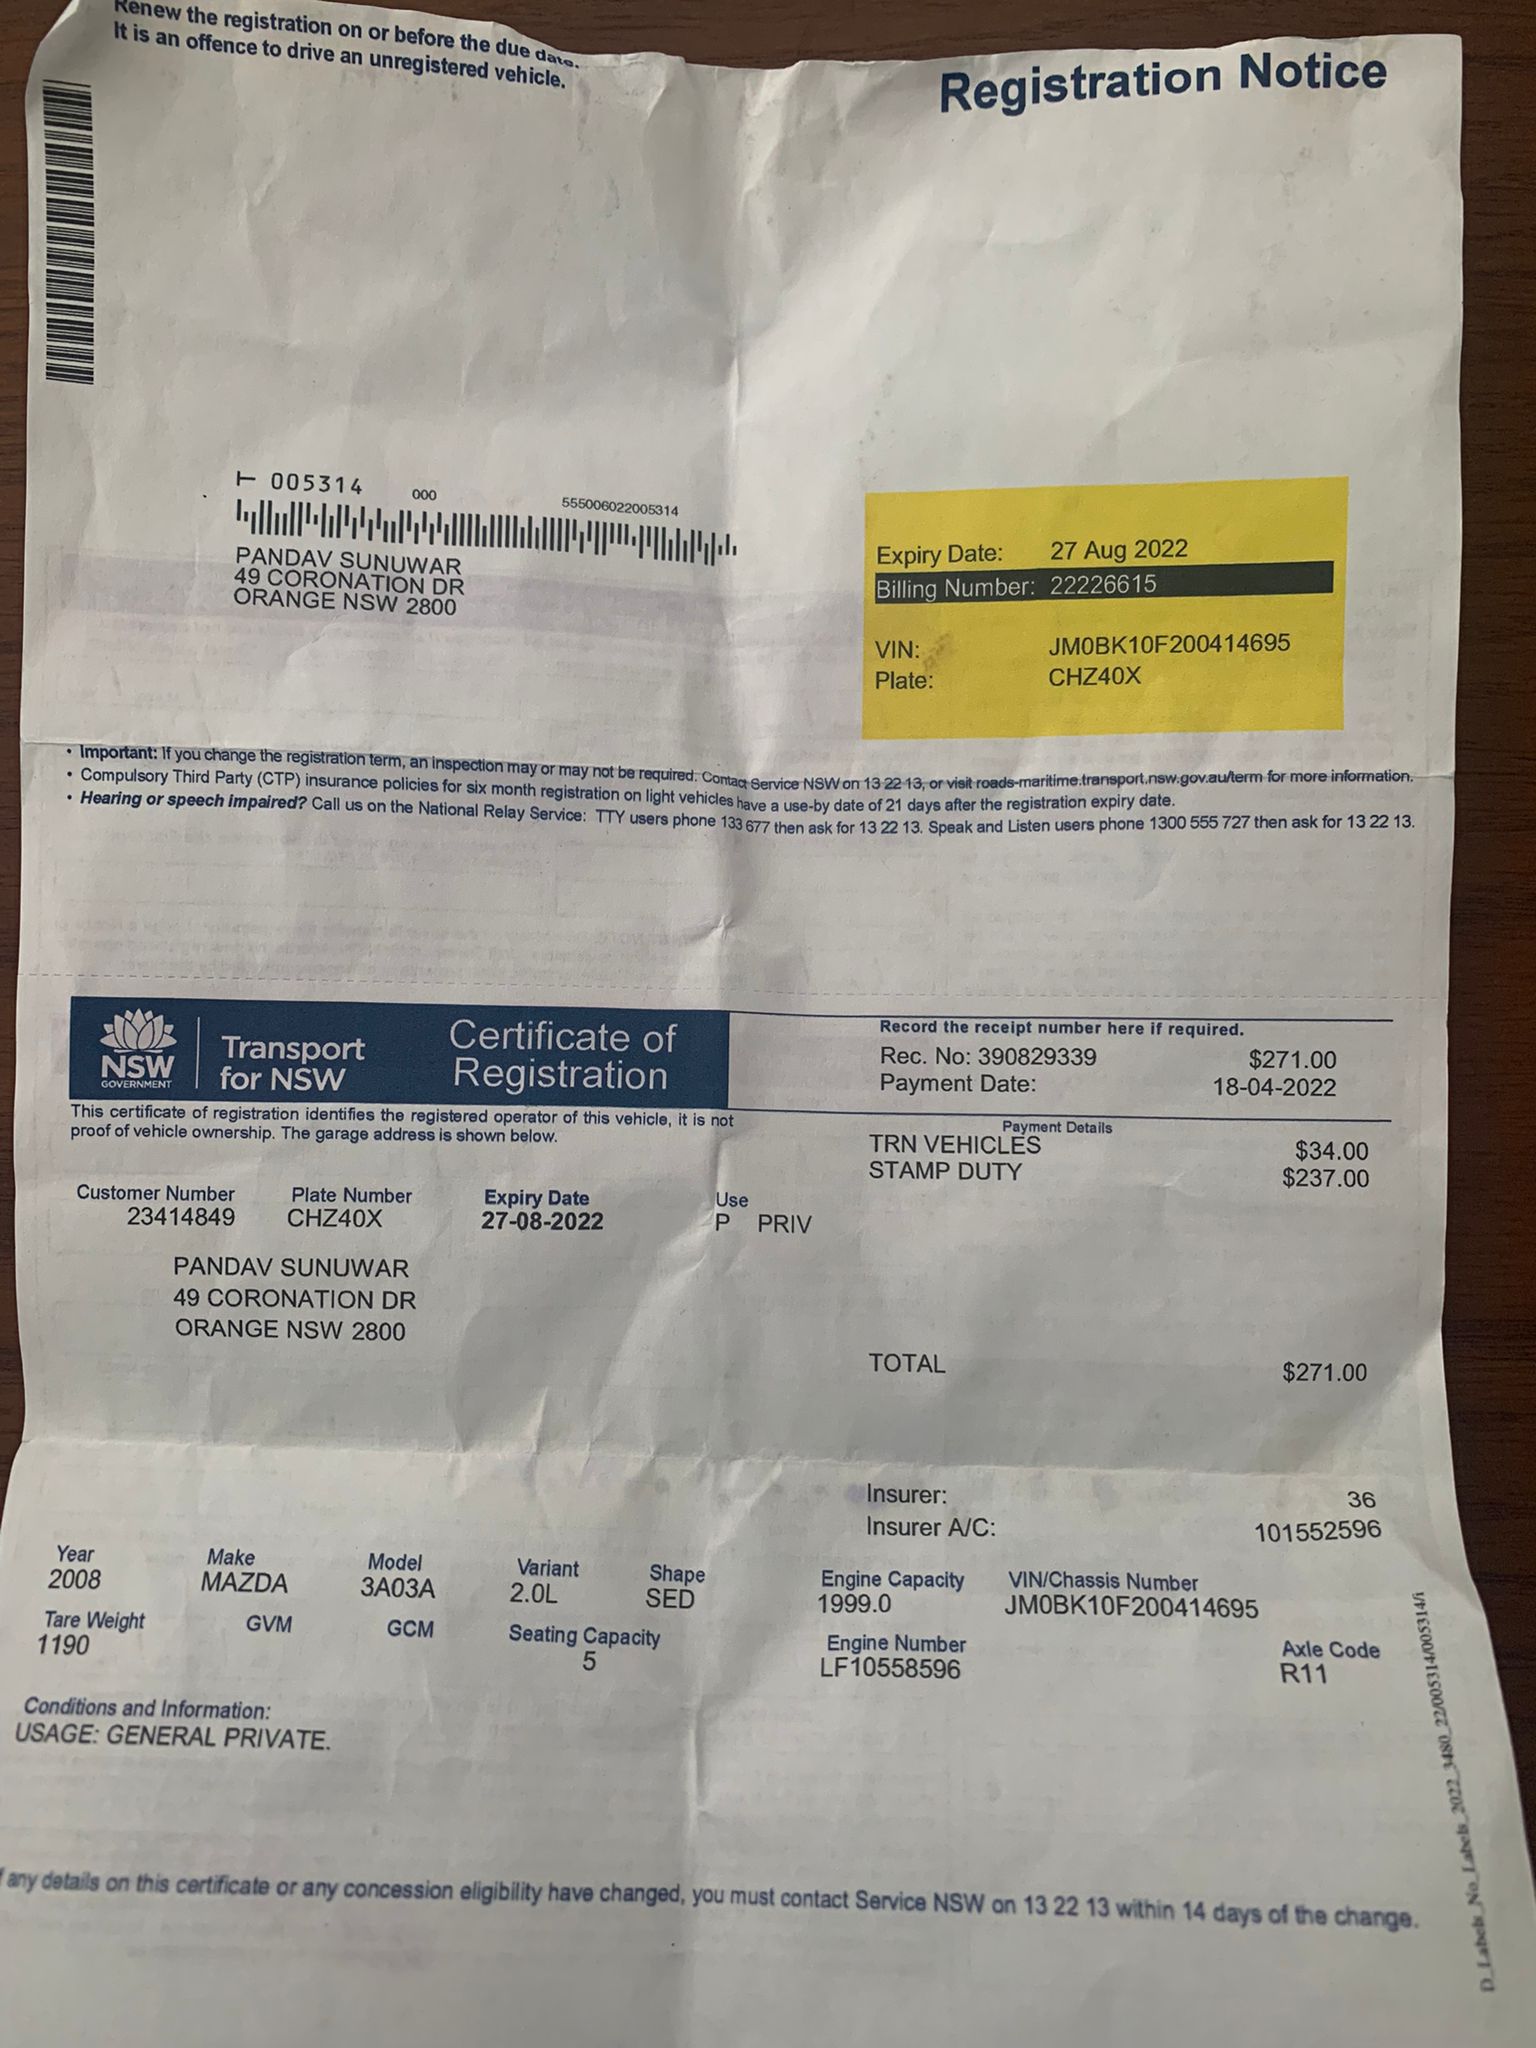 Renew the registration on or before the due date.
It is an offence to drive an unregistered vehicle.
Registration Notice
005314 000 555006022005314
PANDAV SUNUWAR
49 CORONATION DR
ORANGE NSW 2800
Expiry Date: 27 Aug 2022
Billing Number: 22226615
VIN: JM0BK10F200414695
Plate: CHZ40X
• Important: If you change the registration term, an inspection may or may not be required. Contact Service NSW on 13 22 13, or visit roads-maritime.transport.nsw.gov.au/term for more information.
• Compulsory Third Party (CTP) insurance policies for six month registration on light vehicles have a use-by date of 21 days after the registration expiry date.
• Hearing or speech impaired? Call us on the National Relay Service: TTY users phone 133 677 then ask for 13 22 13. Speak and Listen users phone 1300 555 727 then ask for 13 22 13.
NSW
GOVERNMENT
Transport
for NSW
Certificate of
Registration
Record the receipt number here if required.
Rec. No: 390829339 $271.00
Payment Date: 18-04-2022
This certificate of registration identifies the registered operator of this vehicle, it is not
proof of vehicle ownership. The garage address is shown below.
Payment Details
TRN VEHICLES $34.00
STAMP DUTY $237.00
Customer Number Plate Number Expiry Date Use
23414849 CHZ40X 27-08-2022 P PRIV
PANDAV SUNUWAR
49 CORONATION DR
ORANGE NSW 2800
TOTAL $271.00
Insurer: 36
Insurer A/C: 101552596
Year Make Model Variant Shape Engine Capacity VIN/Chassis Number
2008 MAZDA 3A03A 2.0L SED 1999.0 JM0BK10F200414695
Tare Weight GVM GCM Seating Capacity Engine Number Axle Code
1190 5 LF10558596 R11
Conditions and Information:
USAGE: GENERAL PRIVATE.
any details on this certificate or any concession eligibility have changed, you must contact Service NSW on 13 22 13 within 14 days of the change.
D_Labels_No_Labels_2022_3480_22/005314/005314/i